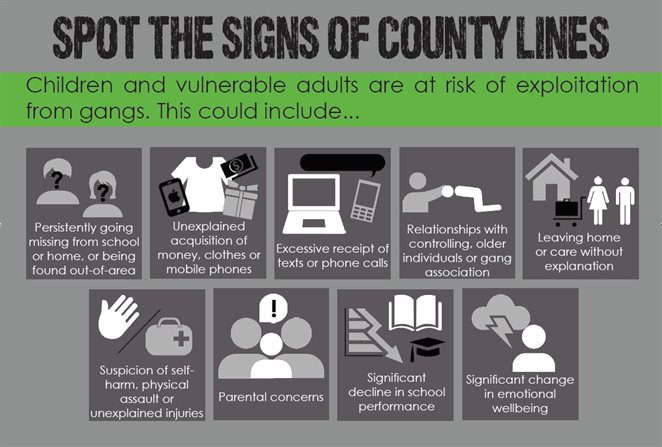 SPOT THE SIGNS OF COUNTY LINES
Children and vulnerable adults are at risk of exploitation
from gangs. This could include...
? ?
Persistently going
missing from school
or home, or being
found out-of-area
$
Unexplained
acquisition of
money, clothes or
mobile phones
Excessive receipt of
texts or phone calls
Relationships with
controlling, older
individuals or gang
association
Leaving home
or care without
explanation
Suspicion of self-
harm, physical
assault or
unexplained injuries
!
Parental concerns
Significant
decline in school
performance
Significant change
in emotional
wellbeing